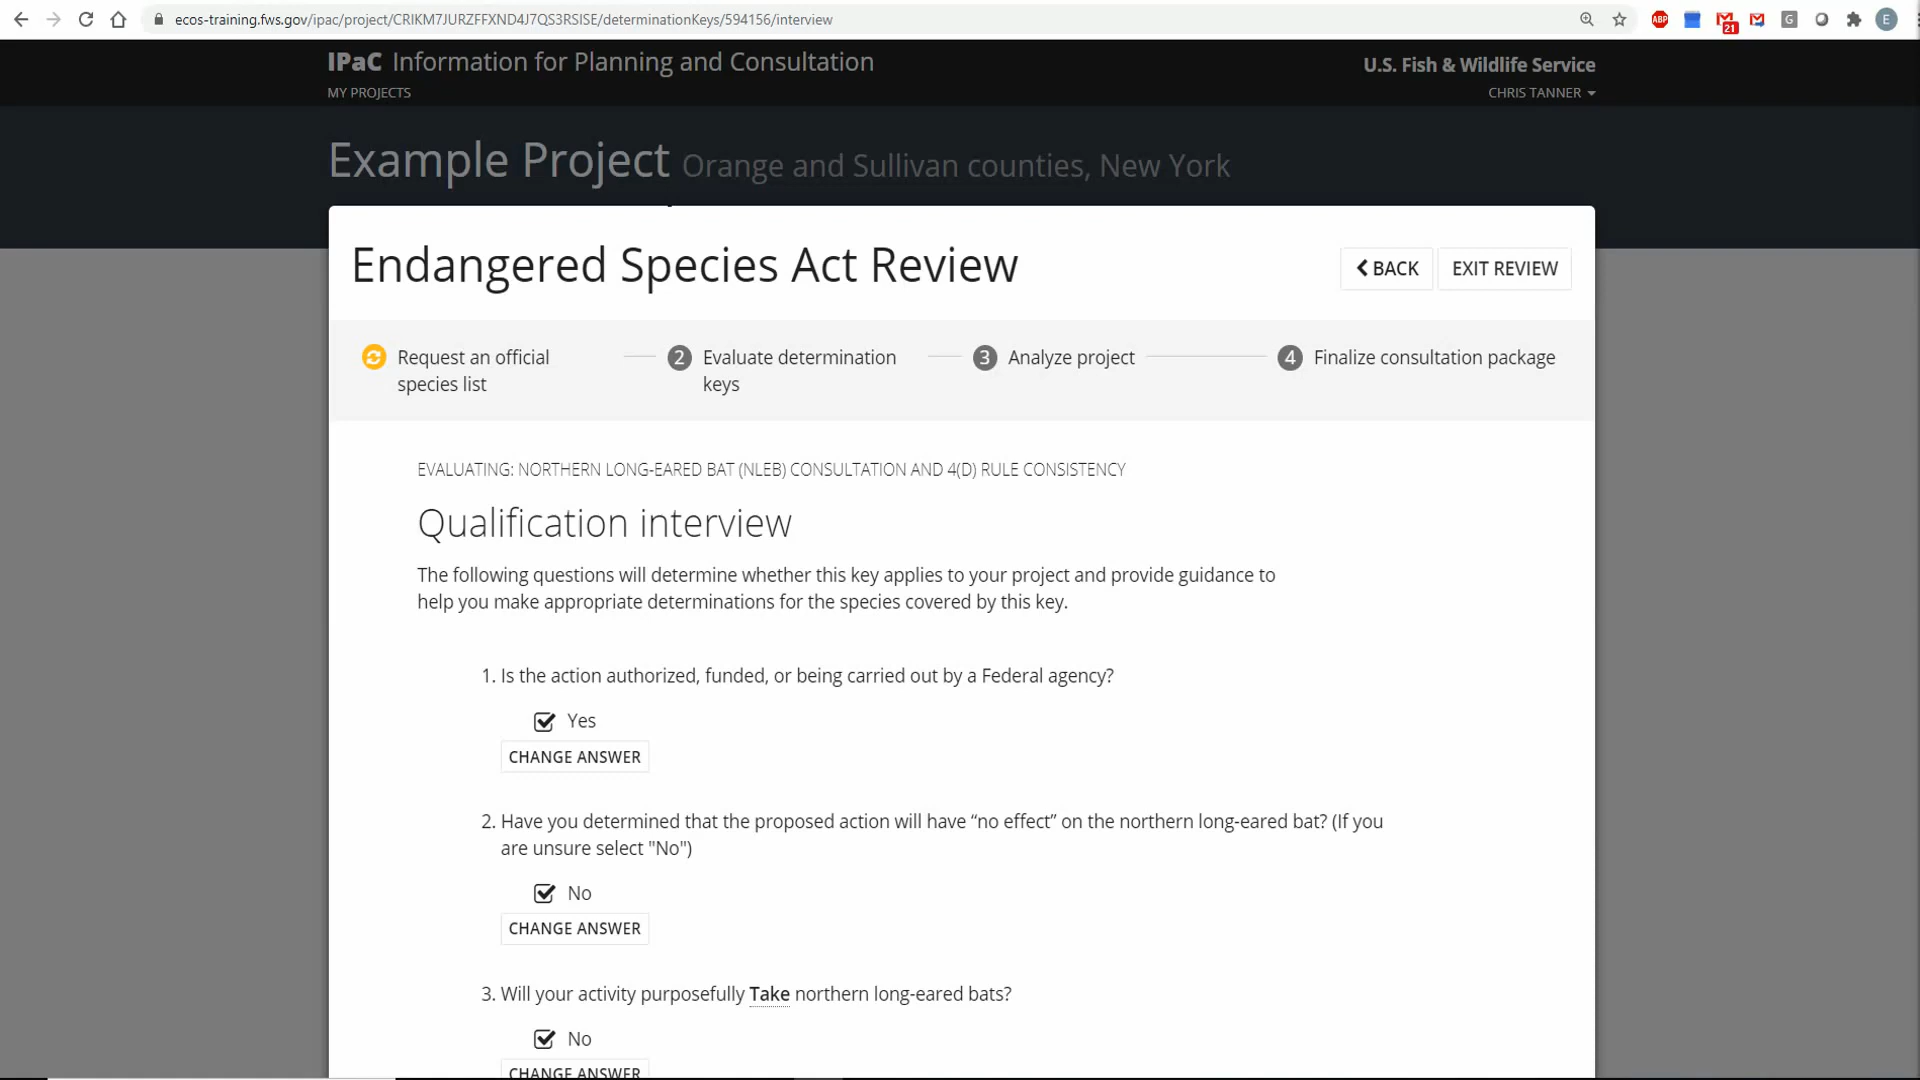 ecos-training.fws.gov/ipac/project/CRIKM7JURZFFXND4J7QS3RSISE/determinationKeys/594156/interview
ABP
21
G
E
IPaC Information for Planning and Consultation
U.S. Fish & Wildlife Service
MY PROJECTS
CHRIS TANNER
Example Project Orange and Sullivan counties, New York
Endangered Species Act Review
BACK
EXIT REVIEW
Request an official
species list
2 Evaluate determination
keys
3 Analyze project
4 Finalize consultation package
EVALUATING: NORTHERN LONG-EARED BAT (NLEB) CONSULTATION AND 4(D) RULE CONSISTENCY
Qualification interview
The following questions will determine whether this key applies to your project and provide guidance to
help you make appropriate determinations for the species covered by this key.
1. Is the action authorized, funded, or being carried out by a Federal agency?
Yes
CHANGE ANSWER
2. Have you determined that the proposed action will have “no effect” on the northern long-eared bat? (If you
are unsure select "No")
No
CHANGE ANSWER
3. Will your activity purposefully Take northern long-eared bats?
No
CHANGE ANSWER